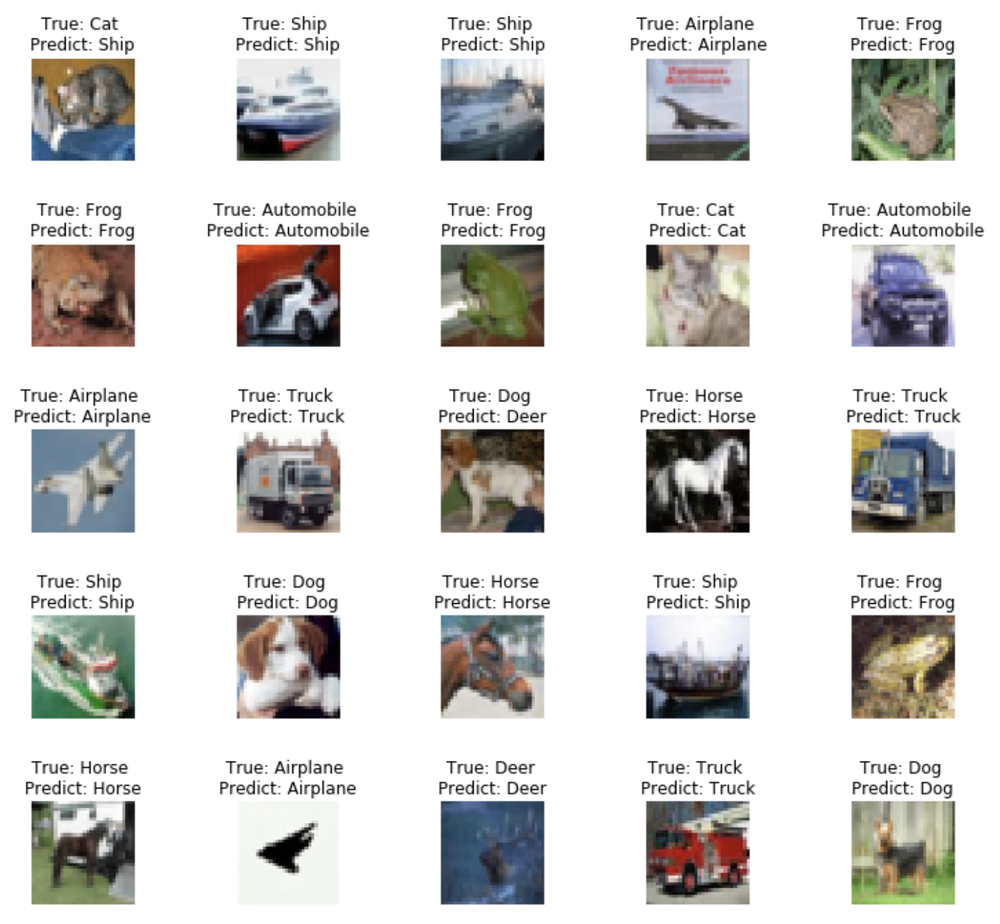 True: Cat
Predict: Ship
True: Ship
Predict: Ship
True: Ship
Predict: Ship
True: Airplane
Predict: Airplane
True: Frog
Predict: Frog
True: Frog
Predict: Frog
True: Automobile
Predict: Automobile
True: Frog
Predict: Frog
True: Cat
Predict: Cat
True: Automobile
Predict: Automobile
True: Airplane
Predict: Airplane
True: Truck
Predict: Truck
True: Dog
Predict: Deer
True: Horse
Predict: Horse
True: Truck
Predict: Truck
True: Ship
Predict: Ship
True: Dog
Predict: Dog
True: Horse
Predict: Horse
True: Ship
Predict: Ship
True: Frog
Predict: Frog
True: Horse
Predict: Horse
True: Airplane
Predict: Airplane
True: Deer
Predict: Deer
True: Truck
Predict: Truck
True: Dog
Predict: Dog